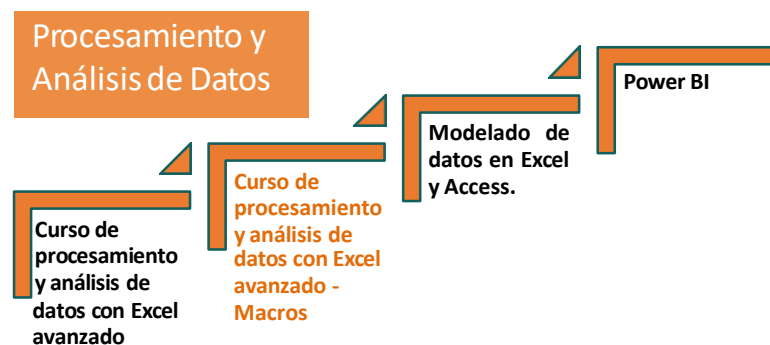 Procesamiento y
Análisis de Datos
Curso de
procesamiento
y análisis de
datos con Excel
avanzado
Curso de
procesamiento
y análisis de
datos con Excel
avanzado -
Macros
Modelado de
datos en Excel
y Access.
Power BI